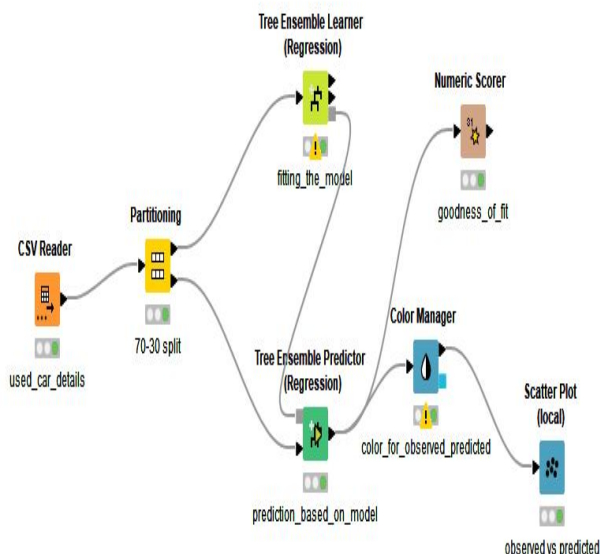 Tree Ensemble Learner
(Regression)
fitting_the_model
Numeric Scorer
S1
goodness_of_fit
Partitioning
70-30 split
CSV Reader
used_car_details
Tree Ensemble Predictor
(Regression)
prediction_based_on_model
Color Manager
color_for_observed_predicted
Scatter Plot
(local)
observed vs predicted